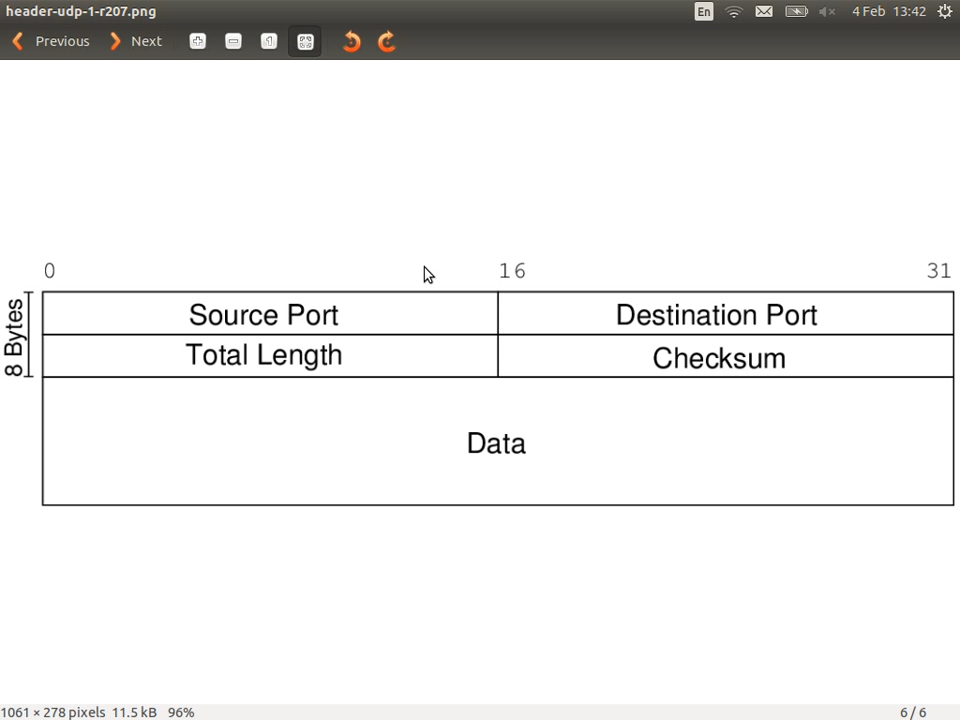 header-udp-1-r207.png En 4 Feb 13:42
Previous Next
0 16 31
8 Bytes
Source Port Destination Port
Total Length Checksum
Data
1061 × 278 pixels 11.5 kB 96% 6 / 6